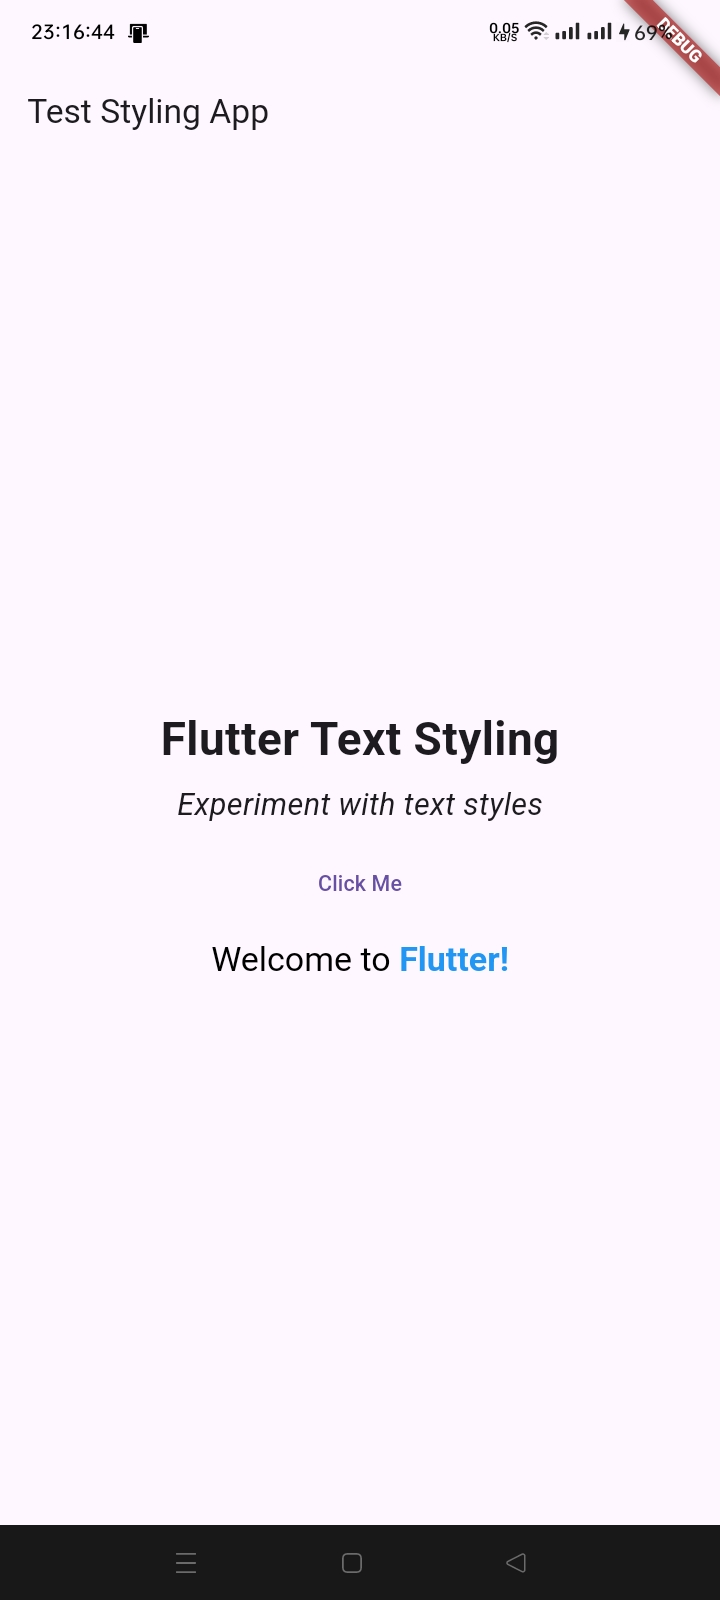 23:16:44 0.05 KB/S 69%
DEBUG
Test Styling App
Flutter Text Styling
Experiment with text styles
Click Me
Welcome to Flutter!